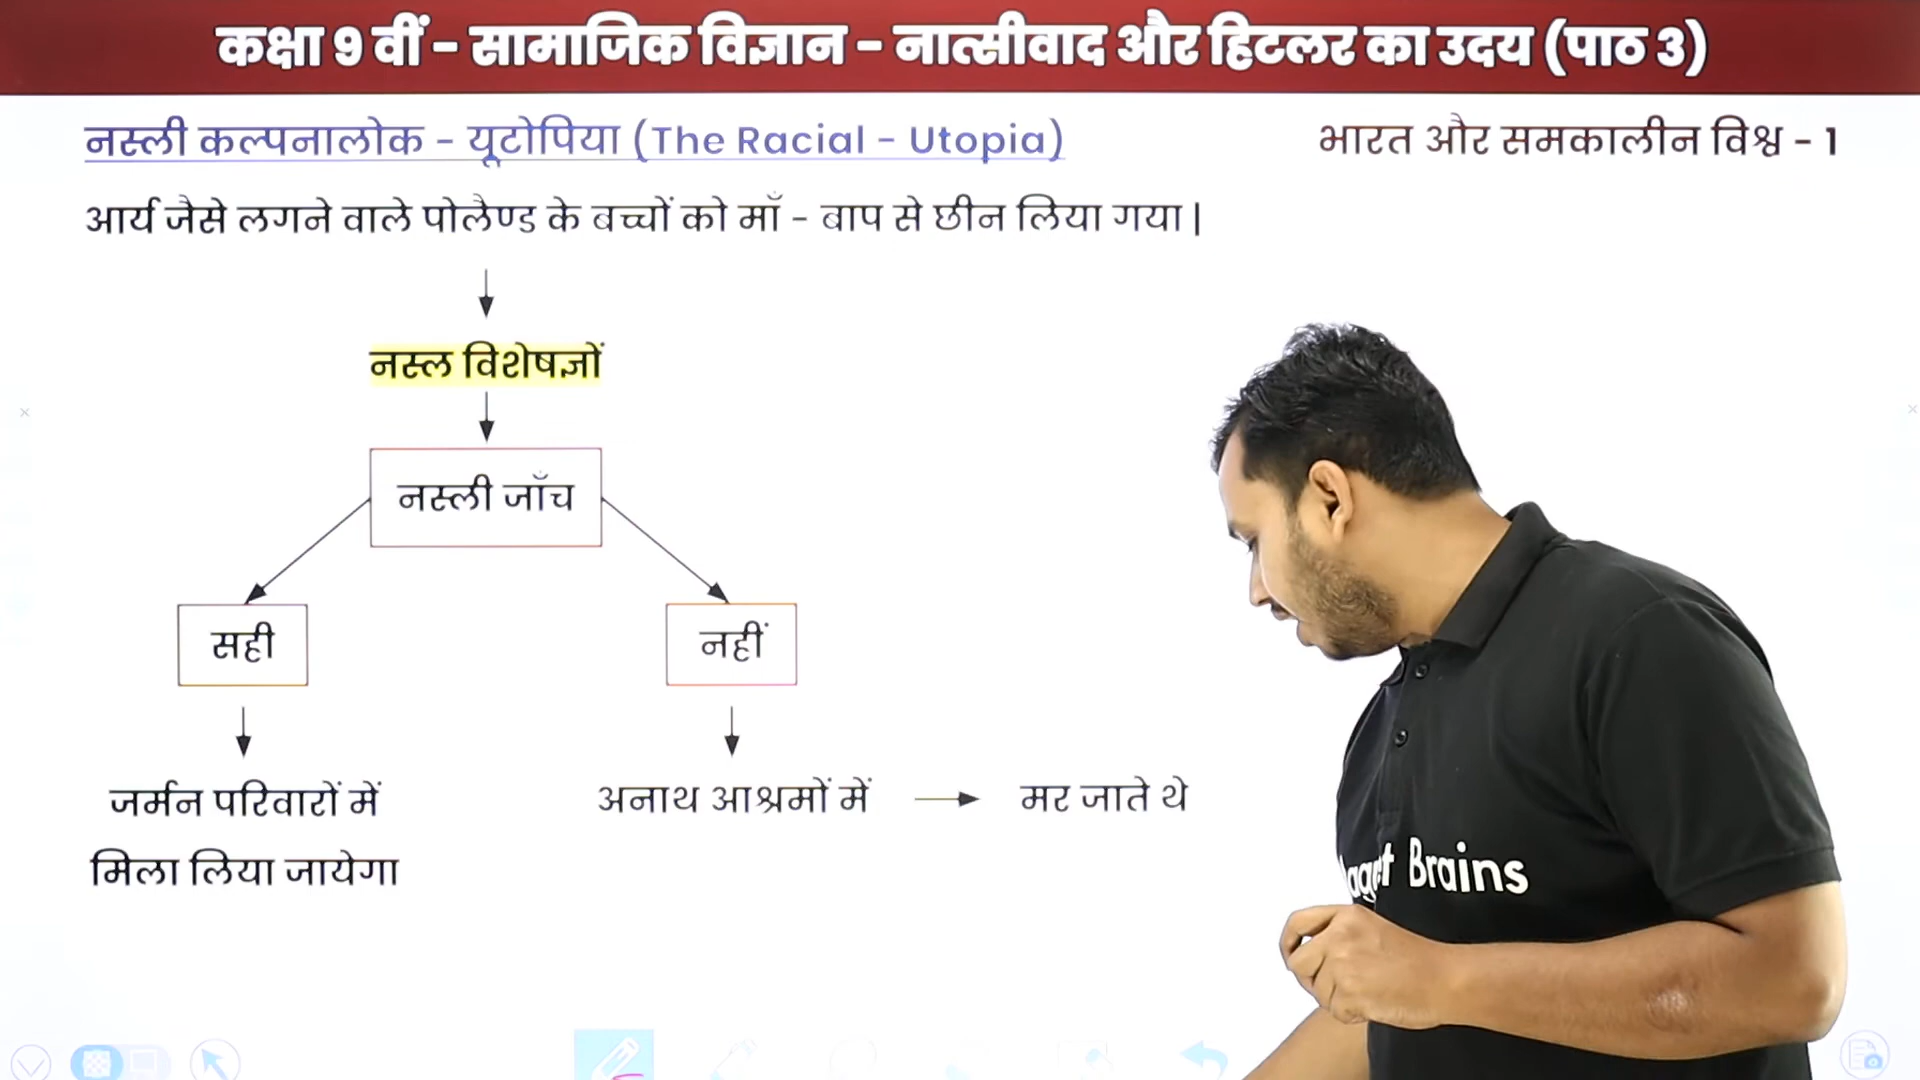 कक्षा 9 वीं - सामाजिक विज्ञान - नात्सीवाद और हिटलर का उदय (पाठ 3)
नस्ली कल्पनालोक - यूटोपिया (The Racial - Utopia)
भारत और समकालीन विश्व - 1
आर्य जैसे लगने वाले पोलैण्ड के बच्चों को माँ - बाप से छीन लिया गया |
नस्ल विशेषज्ञों
नस्ली जाँच
सही
नहीं
जर्मन परिवारों में
मिला लिया जायेगा
अनाथ आश्रमों में
मर जाते थे
Brains